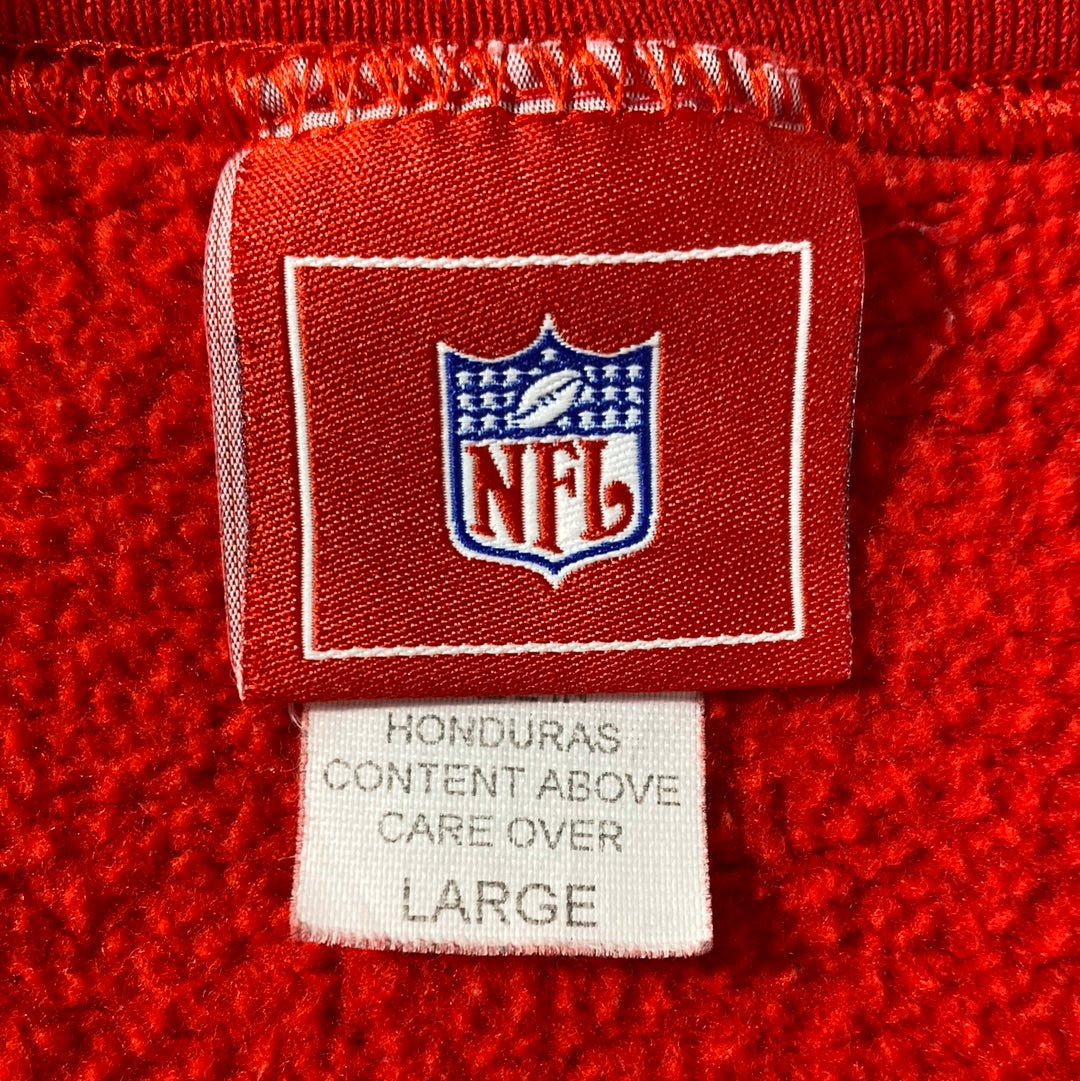 NFL
HONDURAS
CONTENT ABOVE
CARE OVER
LARGE